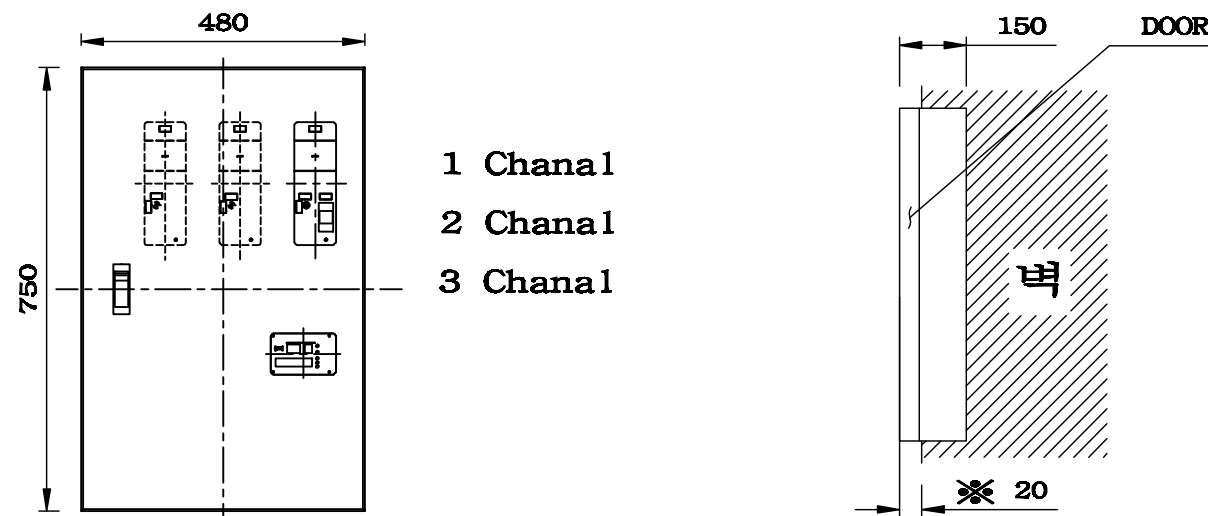 480
150
DOOR
750
1 Chanal
2 Chanal
3 Chanal
벽
※ 20